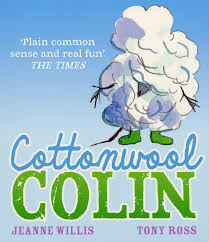 'Plain common
sense and real fun'
THE TIMES
Cottonwool
COLIN
JEANNE WILLIS
TONY ROSS